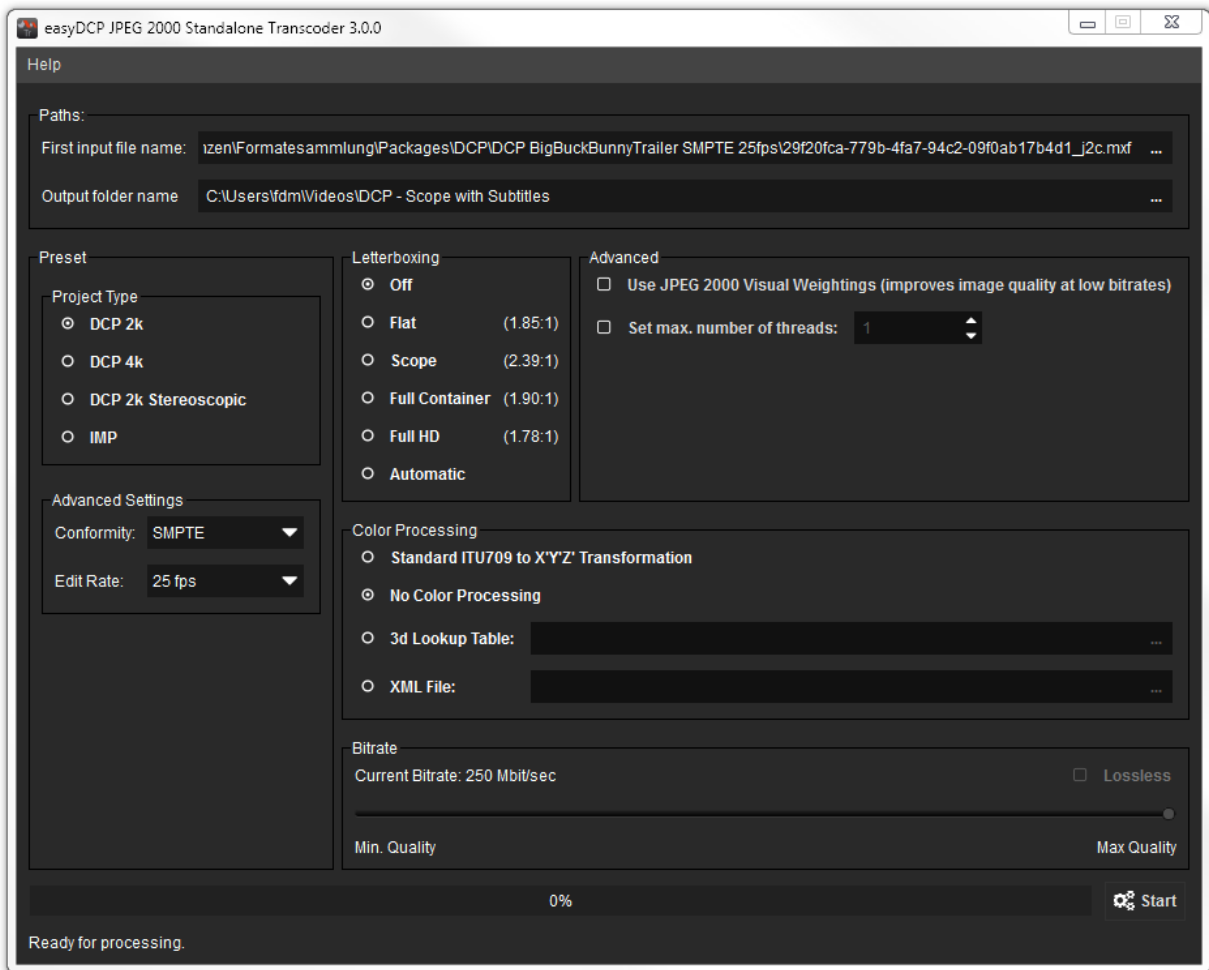 easyDCP JPEG 2000 Standalone Transcoder 3.0.0
Help
Paths:
First input file name: ızen\Formatesammlung\Packages\DCP\DCP BigBuckBunnyTrailer SMPTE 25fps\29f20fca-779b-4fa7-94c2-09f0ab17b4d1_j2c.mxf ...
Output folder name C:\Users\fdm\Videos\DCP - Scope with Subtitles ...
Preset
Project Type
DCP 2k
DCP 4k
DCP 2k Stereoscopic
IMP
Advanced Settings
Conformity: SMPTE
Edit Rate: 25 fps
Letterboxing
Off
Flat (1.85:1)
Scope (2.39:1)
Full Container (1.90:1)
Full HD (1.78:1)
Automatic
Advanced
Use JPEG 2000 Visual Weightings (improves image quality at low bitrates)
Set max. number of threads: 1
Color Processing
Standard ITU709 to X'Y'Z' Transformation
No Color Processing
3d Lookup Table: ...
XML File: ...
Bitrate
Current Bitrate: 250 Mbit/sec Lossless
Min. Quality Max Quality
0% Start
Ready for processing.